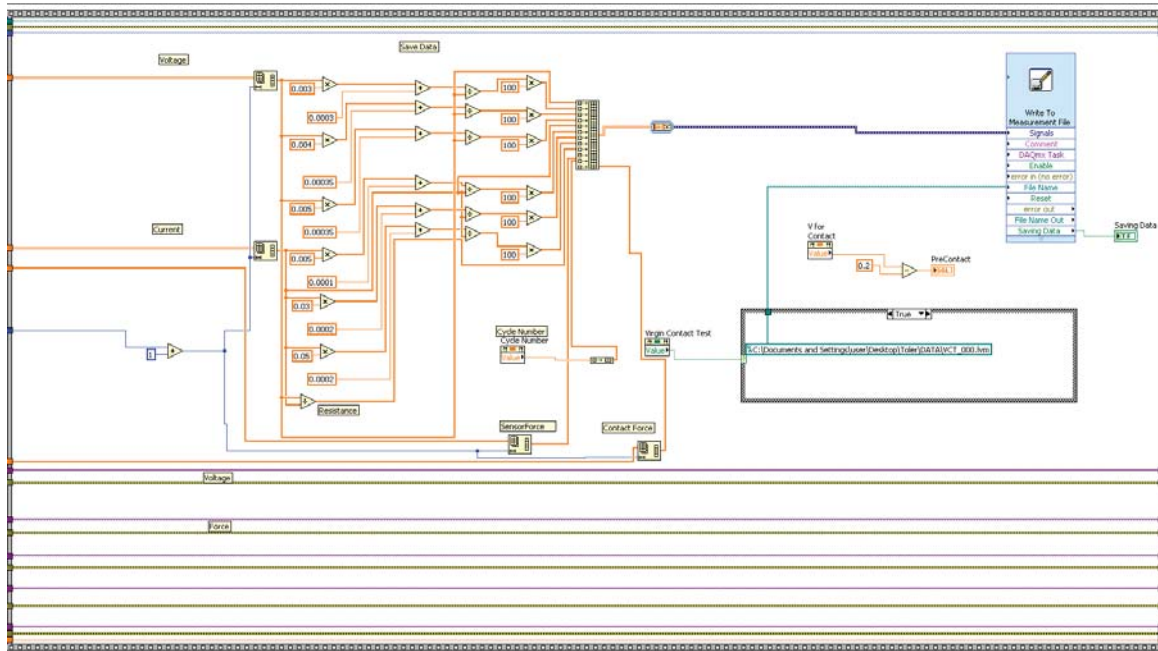 Save Data
Voltage
0.003
100
0.0003
100
0.004
100
0.00035
0.005
100
0.00035
100
Current
0.005
100
0.0001
0.03
0.0002
0.05
0.0002
1
Resistance
Cycle Number
Cycle Number
Value
SensorForce
Contact Force
Virgin Contact Test
Value
Write To
Measurement File
Signals
Comment
DAQmx Task
Enable
error in (no error)
File Name
Reset
error out
File Name Out
Saving Data
Saving Data
TF
V for
Contact
Value
0.2
PreContact
True
C:\Documents and Settings\user\Desktop\Toler\DATA\VCT_000.lvm
Voltage
Force